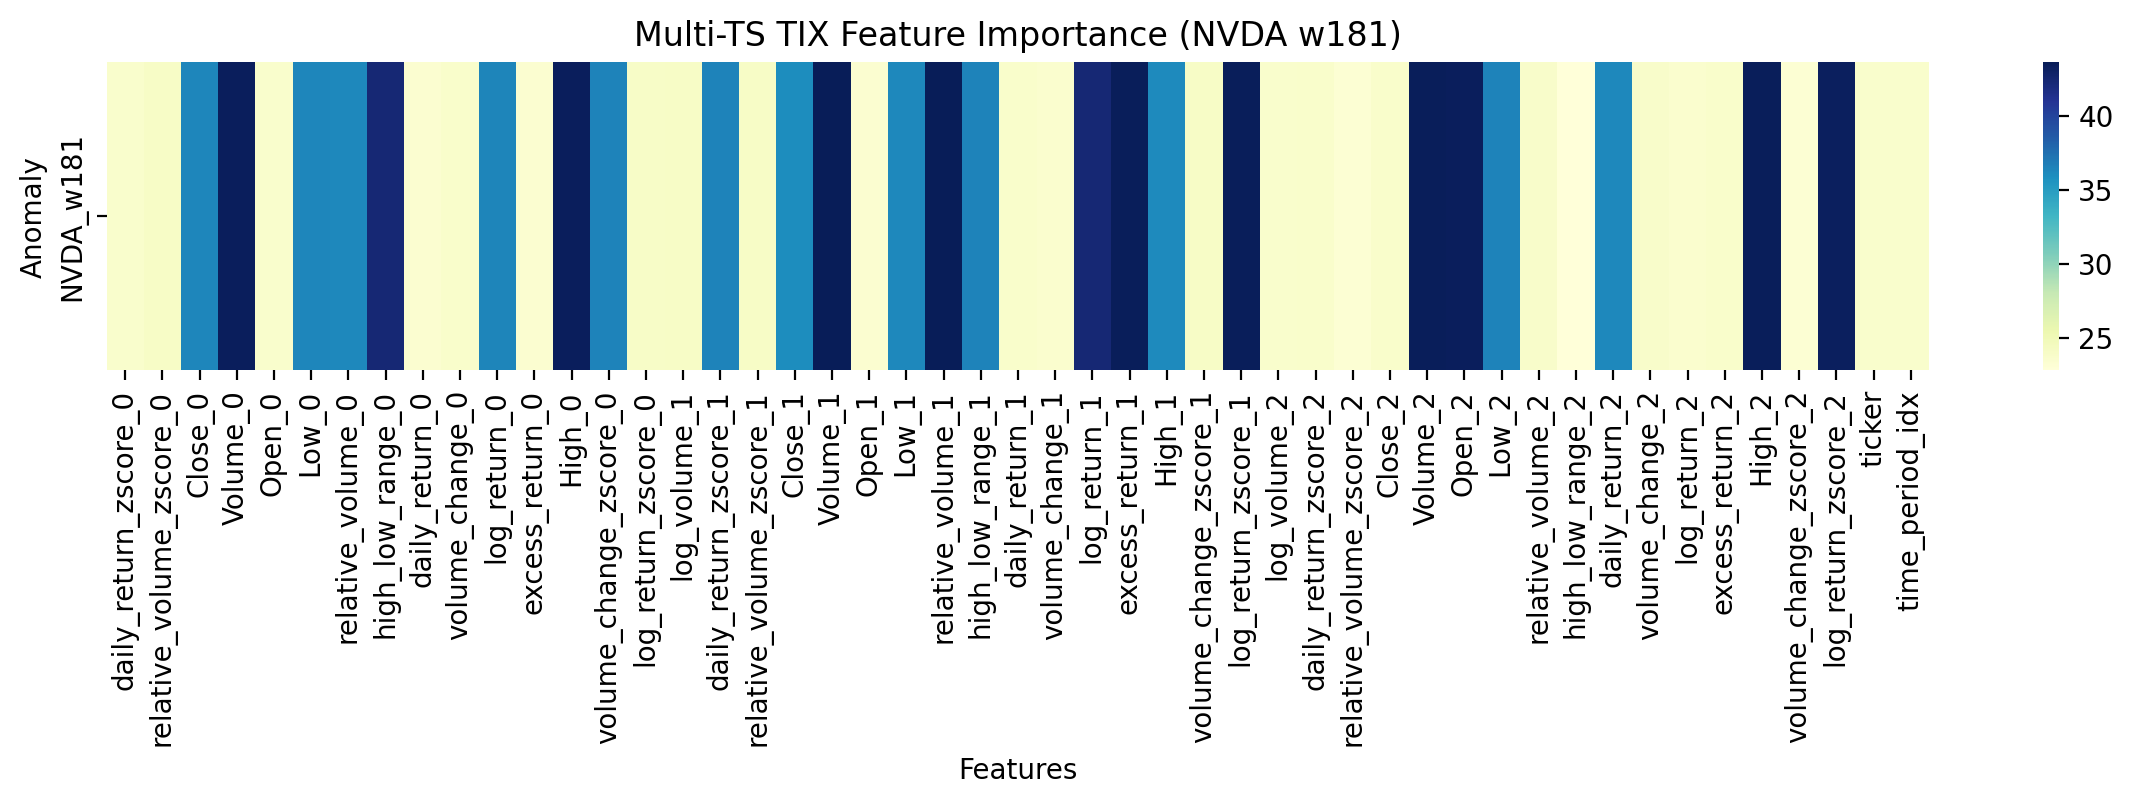 Multi-TS TIX Feature Importance (NVDA w181)
Anomaly
NVDA_w181
40
35
30
25
daily_return_zscore_0
relative_volume_zscore_0
Close_0
Volume_0
Open_0
Low_0
relative_volume_0
high_low_range_0
daily_return_0
volume_change_0
log_return_0
excess_return_0
High_0
volume_change_zscore_0
log_return_zscore_0
log_volume_1
daily_return_zscore_1
relative_volume_zscore_1
Close_1
Volume_1
Open_1
Low_1
relative_volume_1
high_low_range_1
daily_return_1
volume_change_1
log_return_1
excess_return_1
High_1
volume_change_zscore_1
log_return_zscore_1
log_volume_2
daily_return_zscore_2
relative_volume_zscore_2
Close_2
Volume_2
Open_2
Low_2
relative_volume_2
high_low_range_2
daily_return_2
volume_change_2
log_return_2
excess_return_2
High_2
volume_change_zscore_2
log_return_zscore_2
ticker
time_period_idx
Features